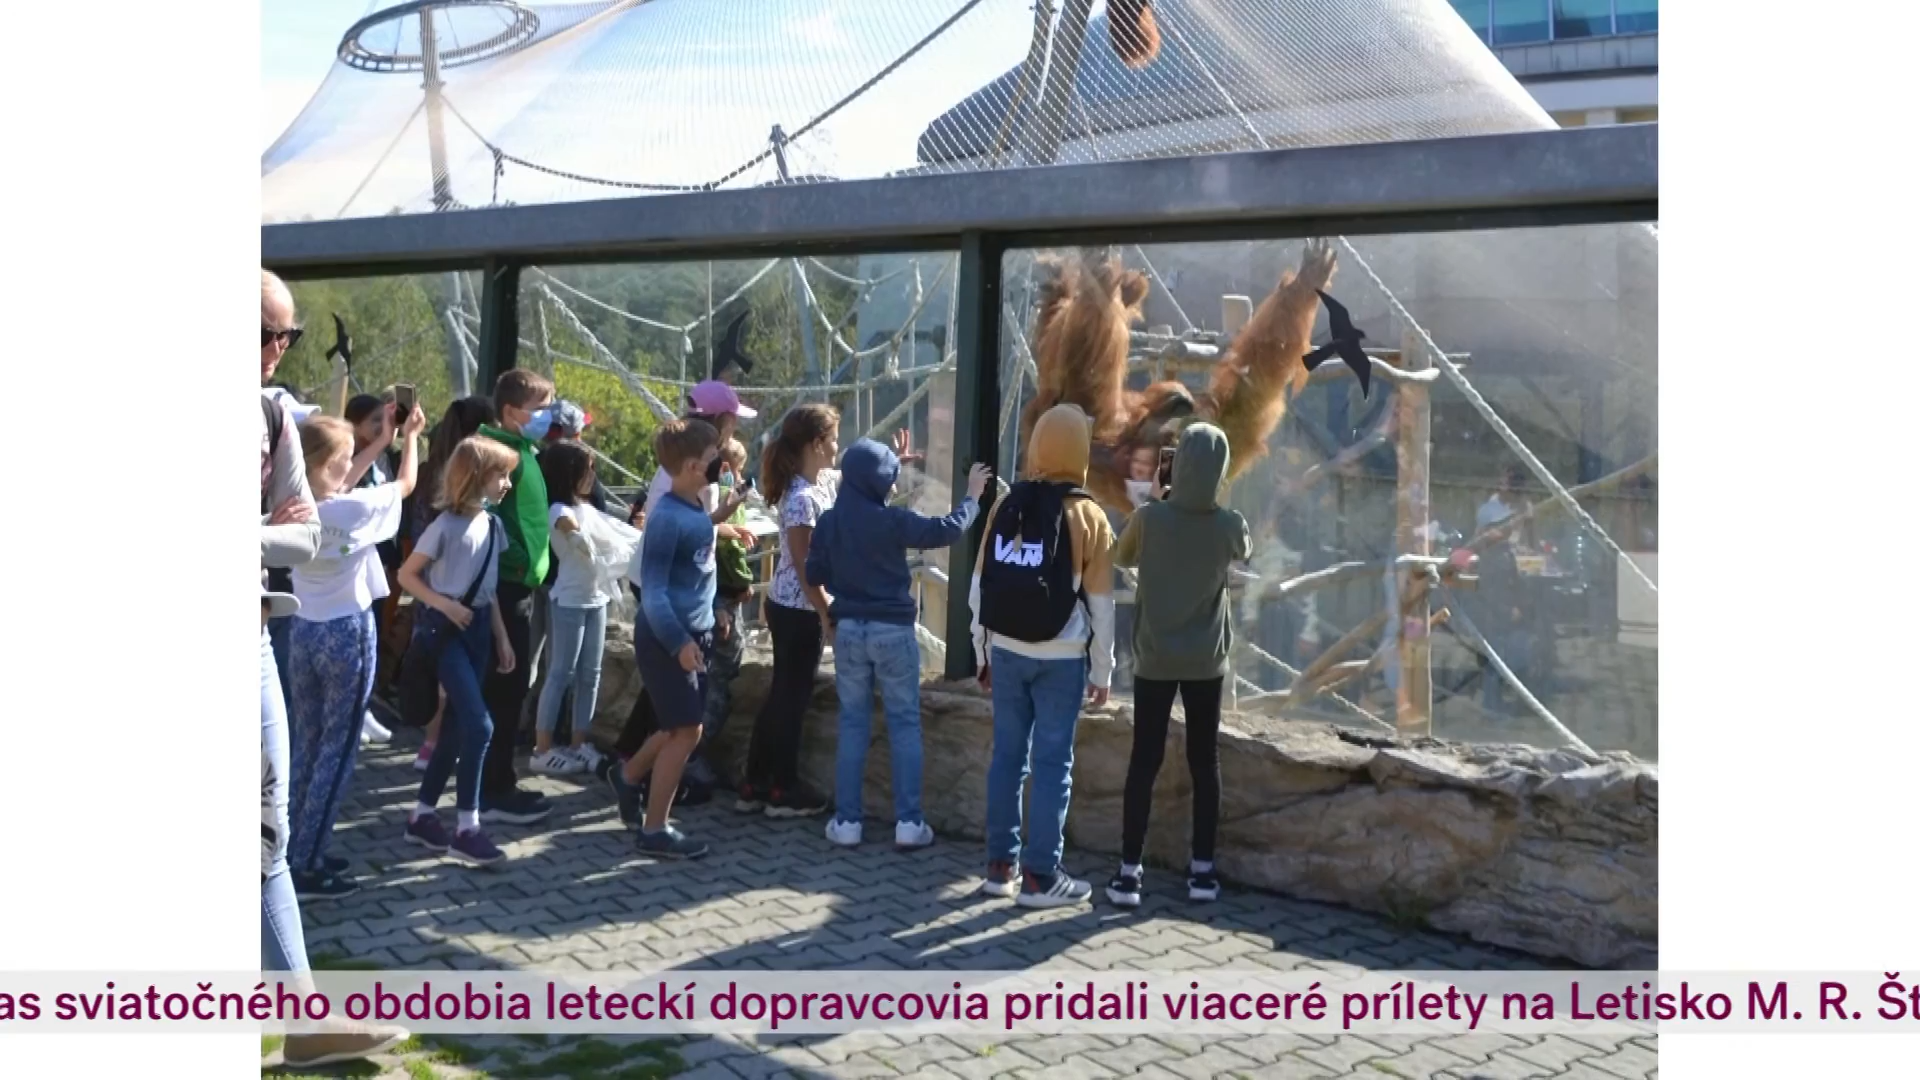 VANS
as sviatočného obdobia leteckí dopravcovia pridali viaceré prílety na Letisko M. R. Št